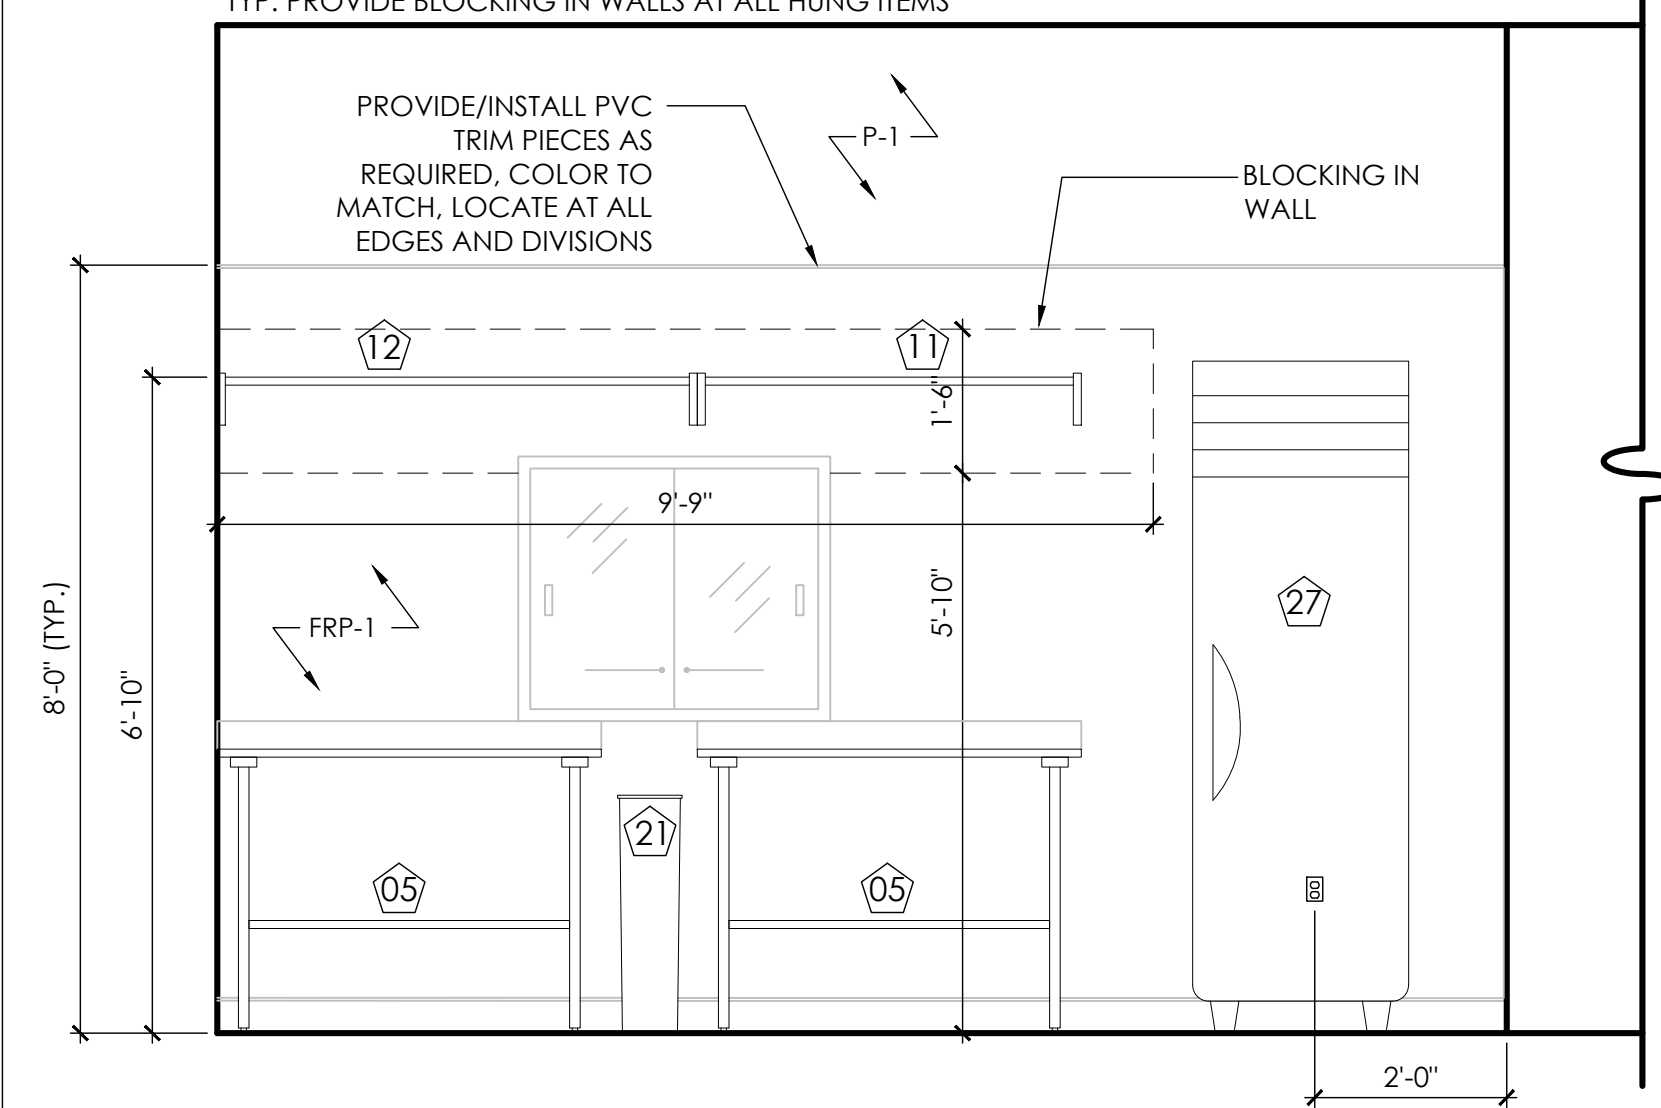 TYP. PROVIDE BLOCKING IN WALLS AT ALL HUNG ITEMS
PROVIDE/INSTALL PVC
TRIM PIECES AS
REQUIRED, COLOR TO
MATCH, LOCATE AT ALL
EDGES AND DIVISIONS
P-1
BLOCKING IN
WALL
12
11
1'-6"
9'-9"
5'-10"
27
8'-0" (TYP.)
6'-10"
FRP-1
21
05
05
2'-0"